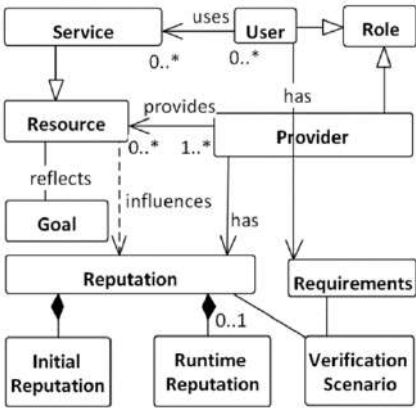 Service
uses
User
Role
0..*
0..*
has
Resource
provides
Provider
0..*
1..*
reflects
influences
has
Goal
Reputation
Requirements
0..1
Initial
Reputation
Runtime
Reputation
Verification
Scenario